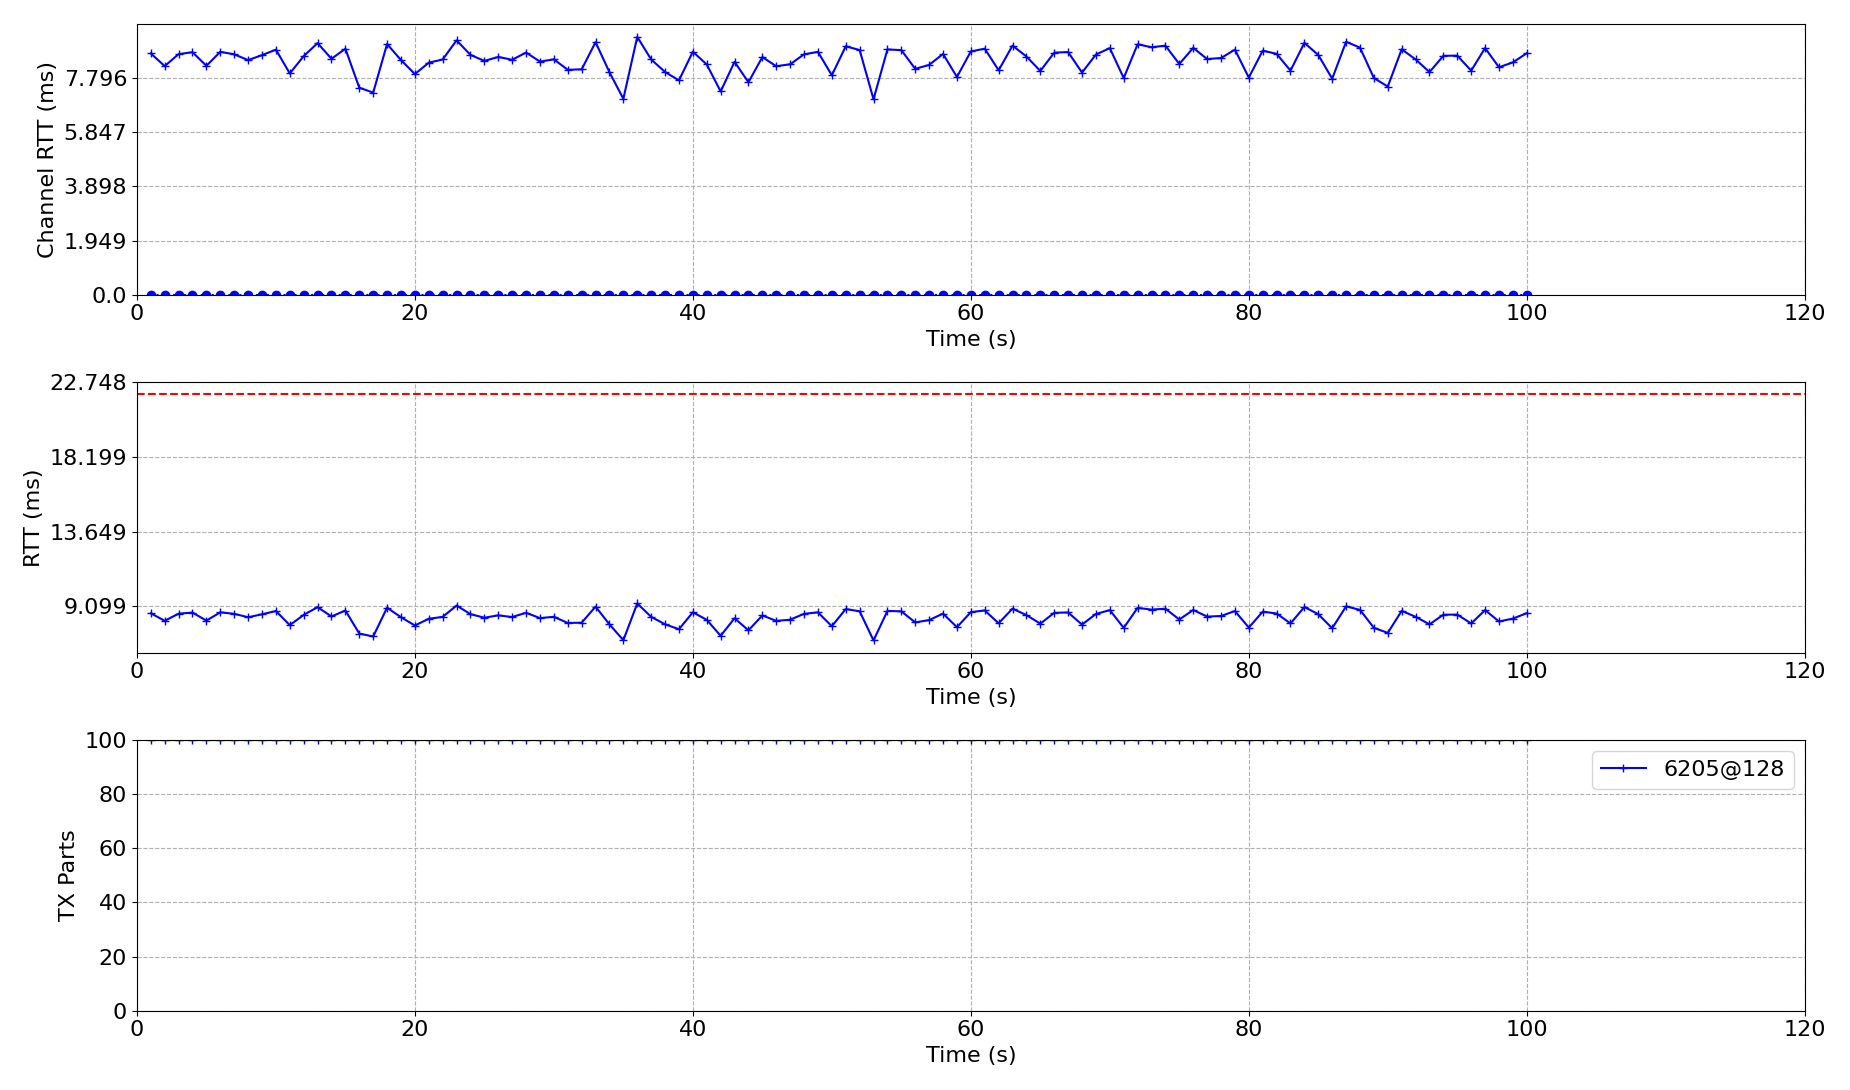 Channel RTT (ms)
7.796
5.847
3.898
1.949
0.0
0 20 40 60 80 100 120
Time (s)
RTT (ms)
22.748
18.199
13.649
9.099
0 20 40 60 80 100 120
Time (s)
TX Parts
100
80
60
40
20
0
6205@128
0 20 40 60 80 100 120
Time (s)